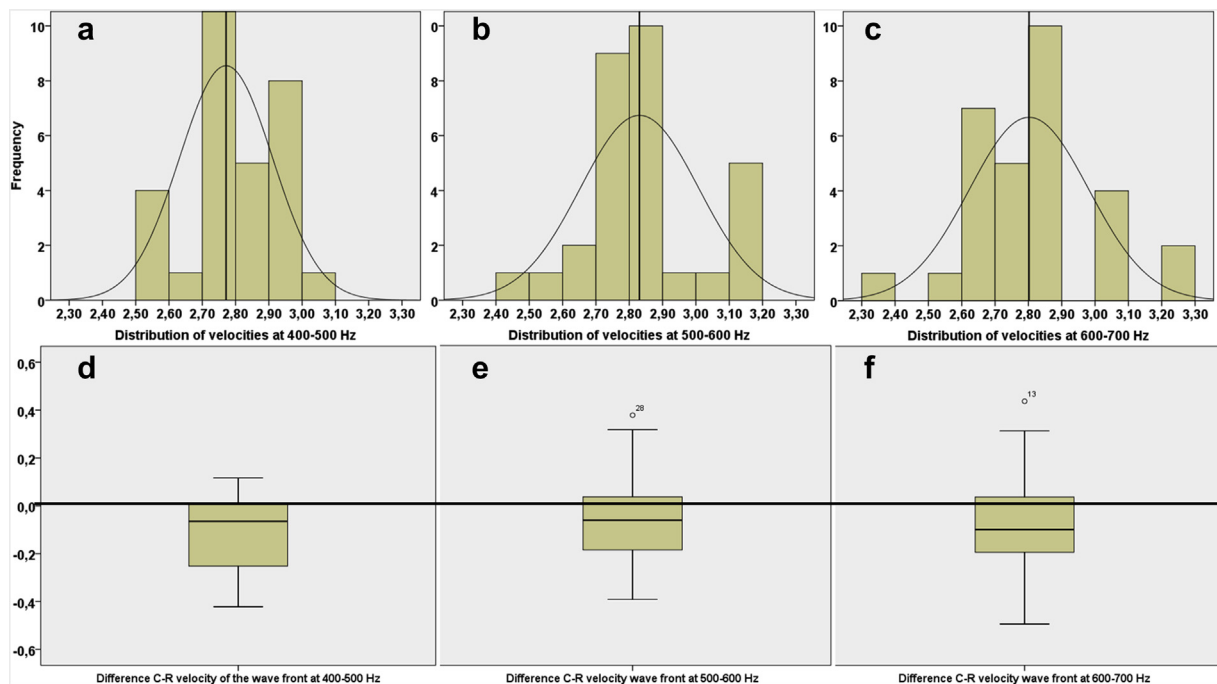 a
b
c
Frequency
10
8
6
4
2
0
0
8
6
4
2
0
10
8
6
4
2
0
2,30 2,40 2,50 2,60 2,70 2,80 2,90 3,00 3,10 3,20 3,30
2,30 2,40 2,50 2,60 2,70 2,80 2,90 3,00 3,10 3,20 3,30
2,30 2,40 2,50 2,60 2,70 2,80 2,90 3,00 3,10 3,20 3,30
Distribution of velocities at 400-500 Hz
Distribution of velocities at 500-600 Hz
Distribution of velocities at 600-700 Hz
d
e
f
0,6
0,4
0,2
0,0
-0,2
-0,4
-0,6
28
13
Difference C-R velocity of the wave front at 400-500 Hz
Difference C-R velocity wave front at 500-600 Hz
Difference C-R velocity wave front at 600-700 Hz